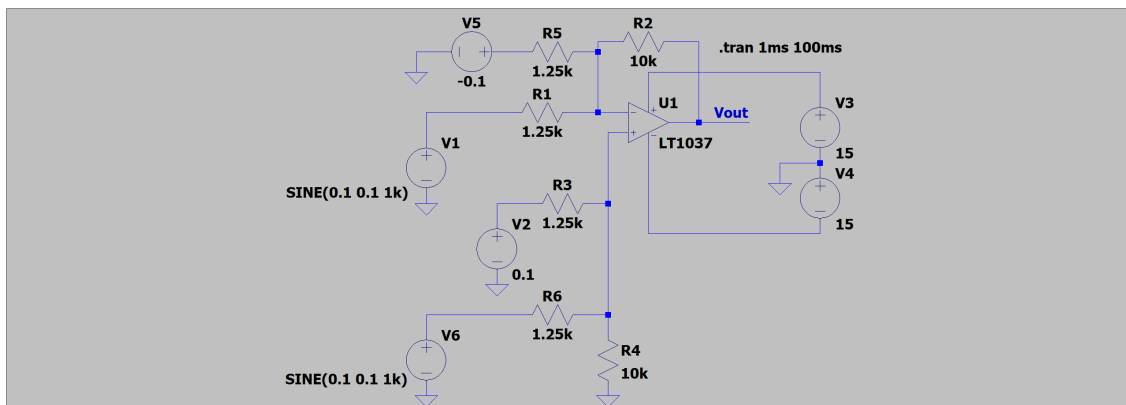 V5
R5
R2
.tran 1ms 100ms
-0.1
1.25k
10k
R1
U1
Vout
V3
1.25k
LT1037
V1
15
V4
SINE(0.1 0.1 1k)
R3
V2
1.25k
15
0.1
R6
V6
1.25k
R4
SINE(0.1 0.1 1k)
10k